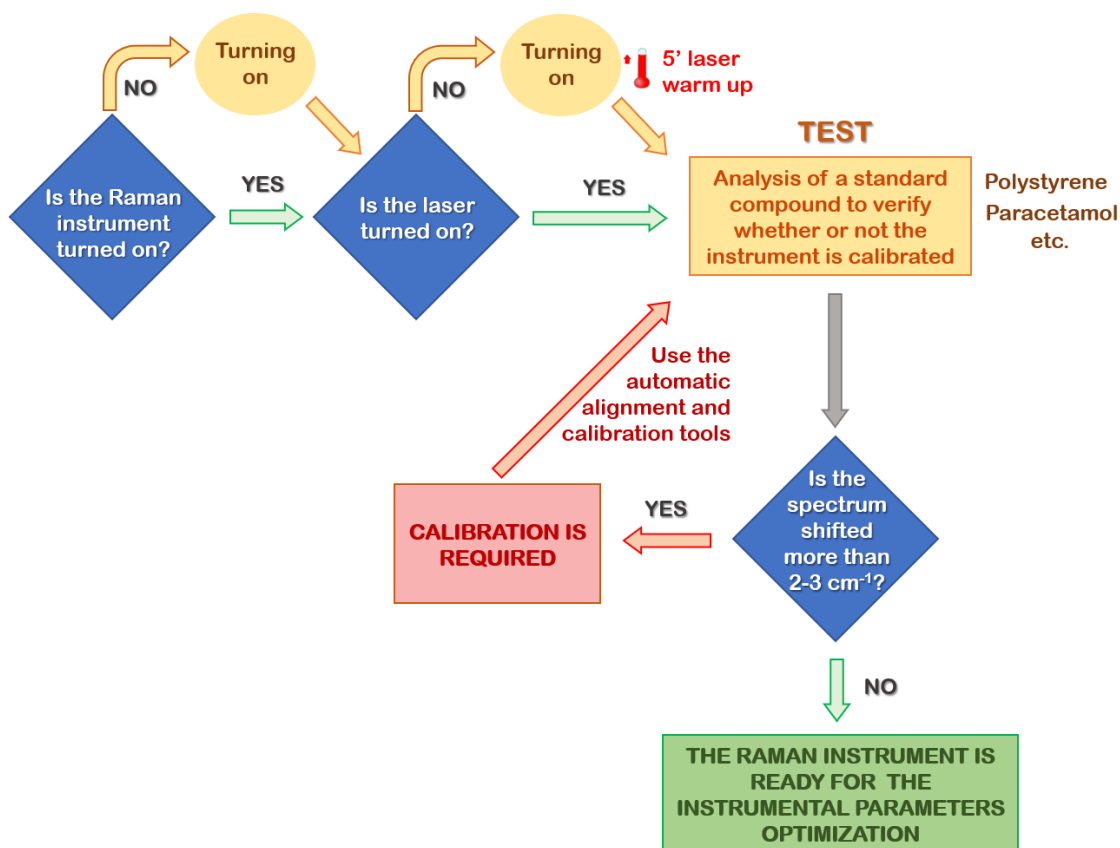 Turning
on
NO
Is the Raman
instrument
turned on?
YES
Turning
on
5’ laser
warm up
NO
Is the laser
turned on?
YES
TEST
Analysis of a standard
compound to verify
whether or not the
instrument is calibrated
Polystyrene
Paracetamol
etc.
Use the
automatic
alignment and
calibration tools
Is the
spectrum
shifted
more than
2-3 cm⁻¹?
YES
CALIBRATION IS
REQUIRED
NO
THE RAMAN INSTRUMENT IS
READY FOR THE
INSTRUMENTAL PARAMETERS
OPTIMIZATION